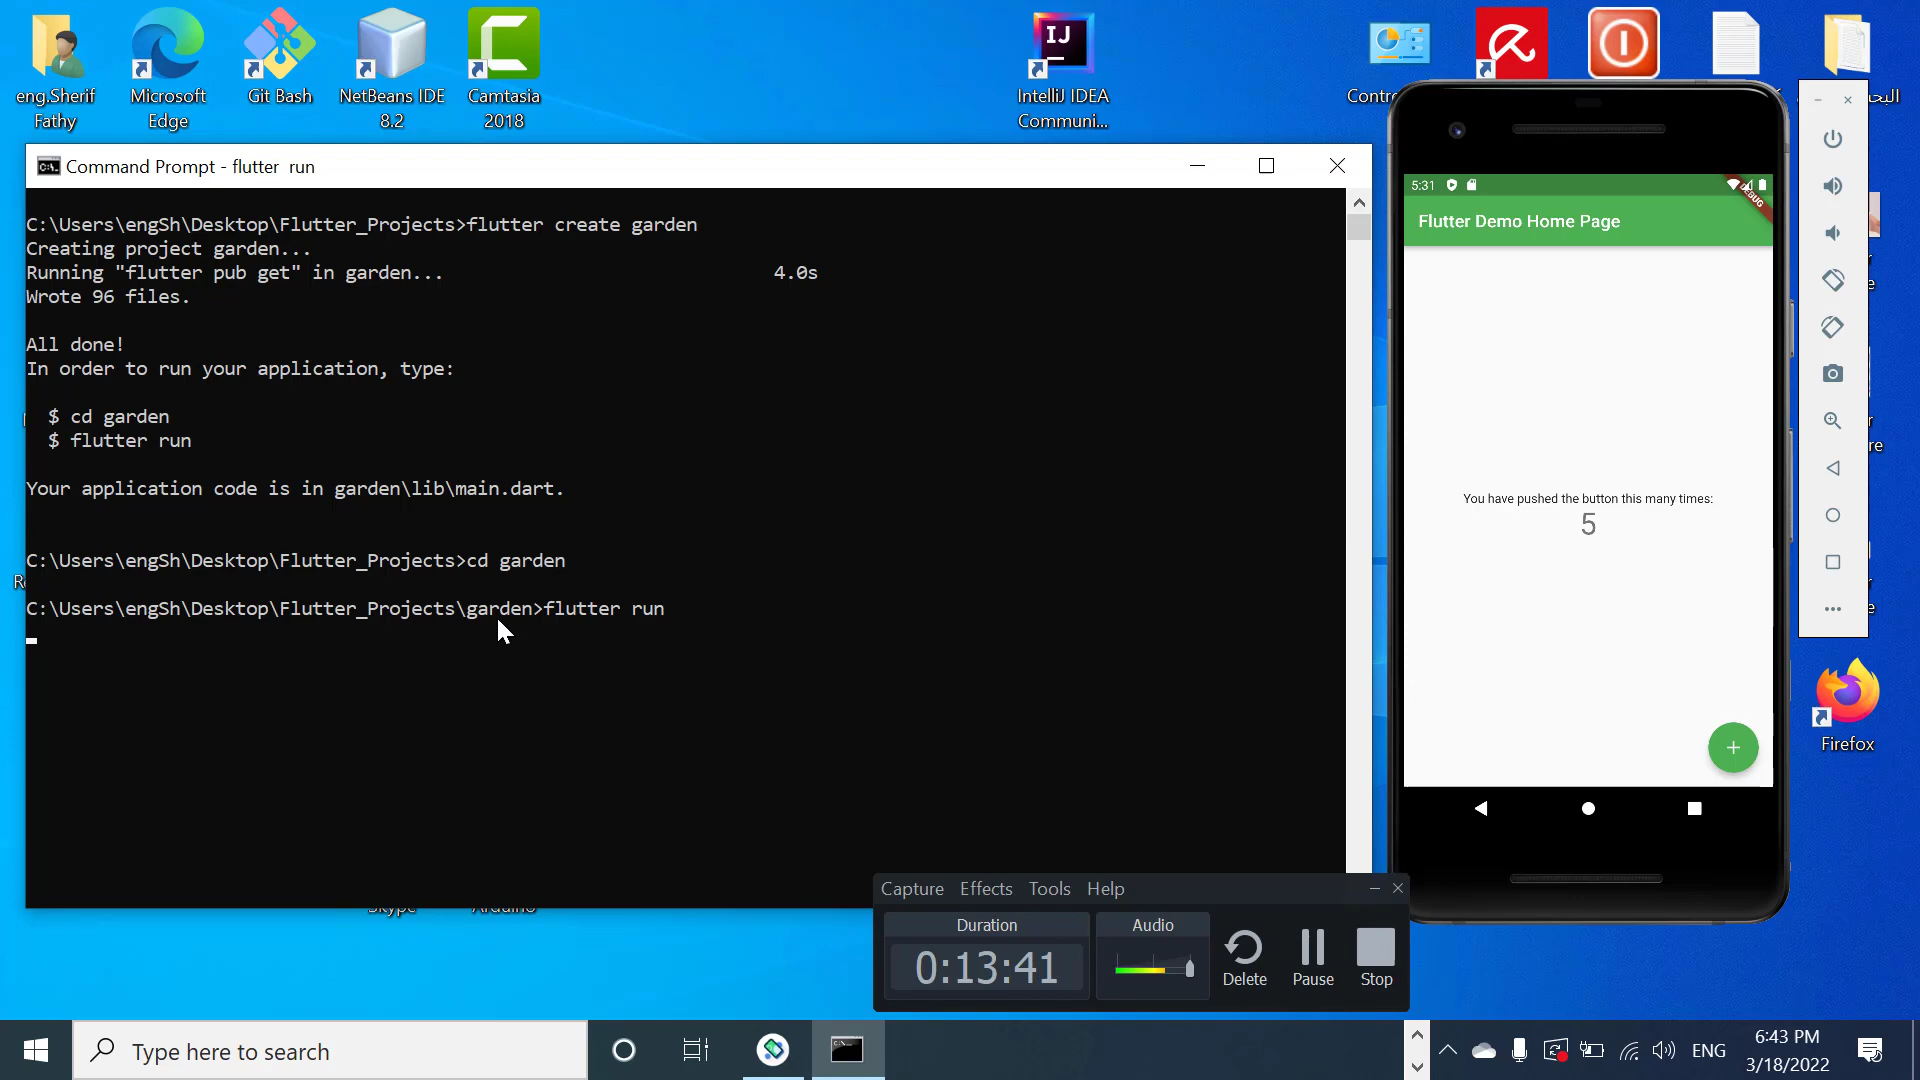 eng.Sherif
Fathy
Microsoft
Edge
Git Bash
NetBeans IDE
8.2
Camtasia
2018
IJ
IntelliJ IDEA
Communi...
Contro
البح
Command Prompt - flutter run
C:\Users\engSh\Desktop\Flutter_Projects>flutter create garden
Creating project garden...
Running "flutter pub get" in garden... 4.0s
Wrote 96 files.
All done!
In order to run your application, type:
$ cd garden
$ flutter run
Your application code is in garden\lib\main.dart.
C:\Users\engSh\Desktop\Flutter_Projects>cd garden
C:\Users\engSh\Desktop\Flutter_Projects\garden>flutter run
5:31
DEBUG
Flutter Demo Home Page
You have pushed the button this many times:
5
Firefox
Skype
Arduino
Capture Effects Tools Help
Duration
Audio
0:13:41
Delete
Pause
Stop
Type here to search
ENG
6:43 PM
3/18/2022